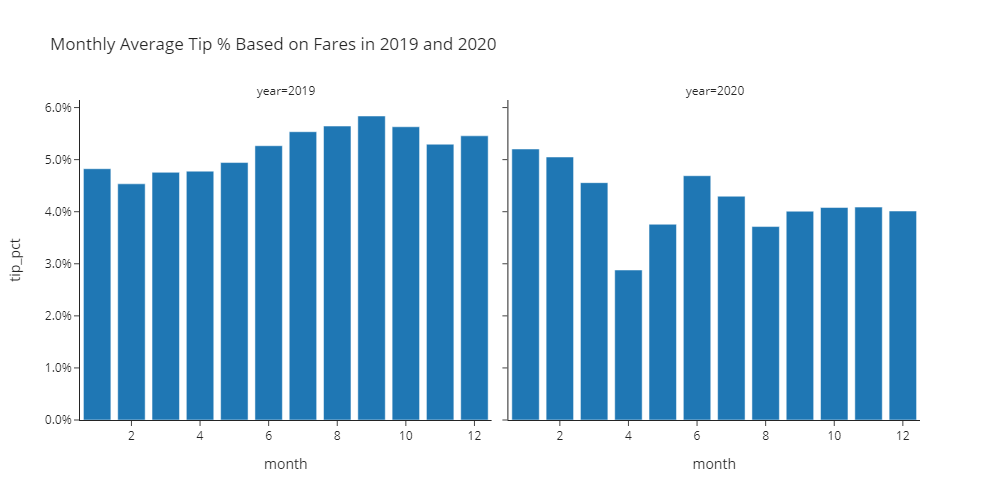 Monthly Average Tip % Based on Fares in 2019 and 2020
year=2019
year=2020
6.0%
5.0%
4.0%
3.0%
2.0%
1.0%
0.0%
tip_pct
2 4 6 8 10 12
2 4 6 8 10 12
month
month